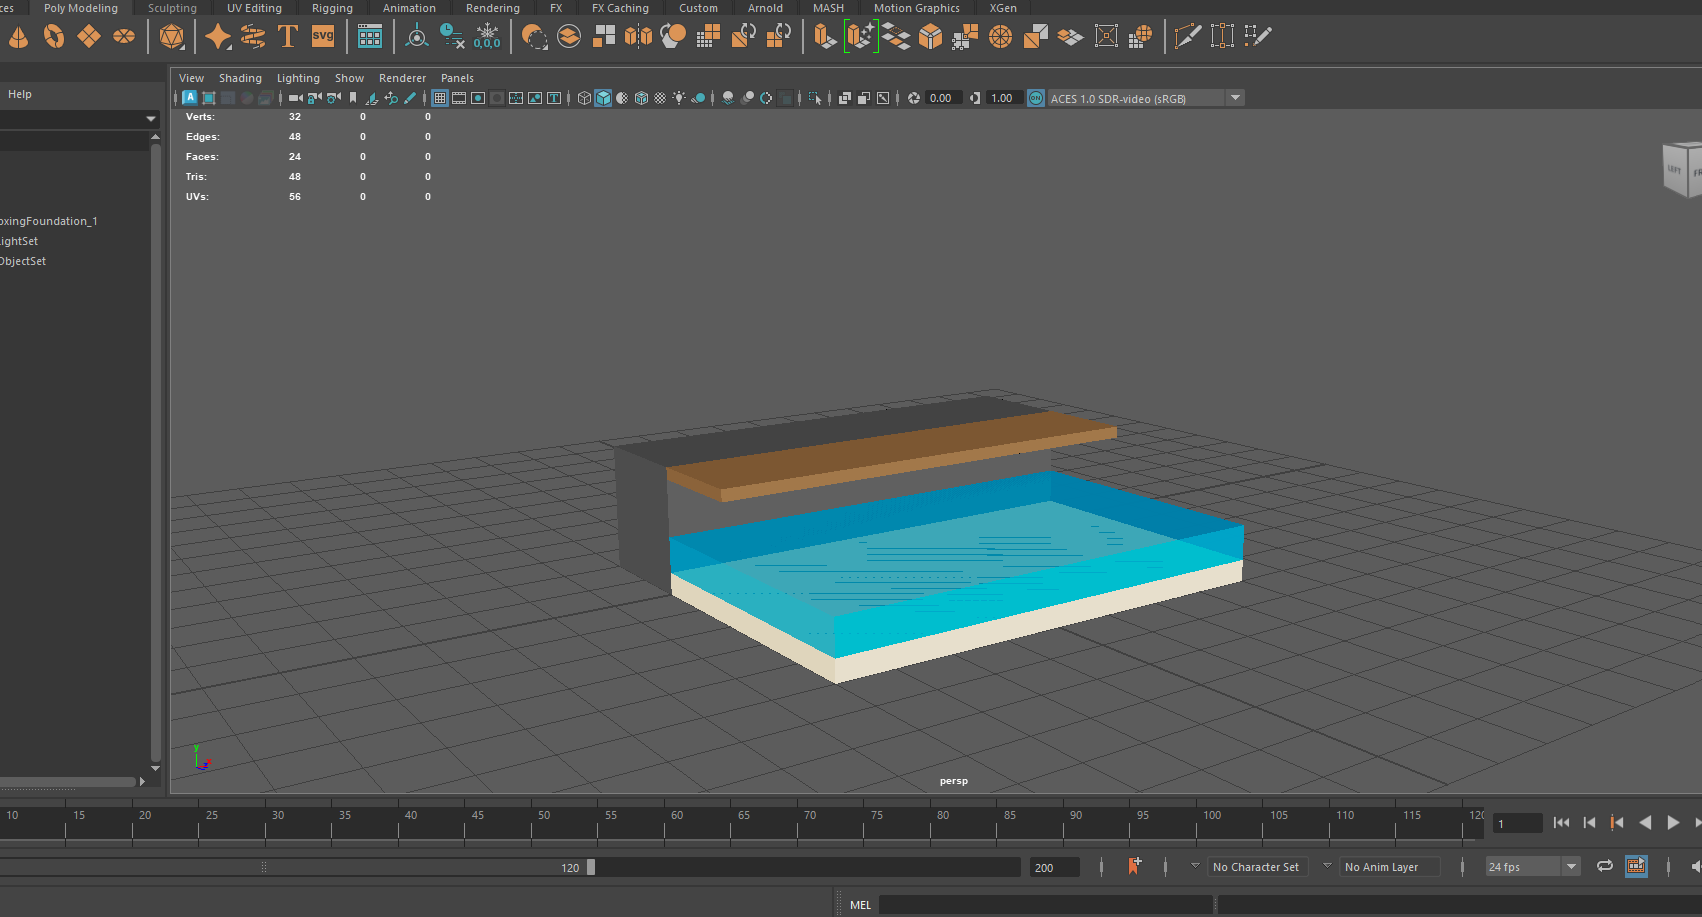 ces Poly Modeling Sculpting UV Editing Rigging Animation Rendering FX FX Caching Custom Arnold MASH Motion Graphics XGen
T svg 0,0,0
View Shading Lighting Show Renderer Panels
Help
A T 0.00 1.00 ON ACES 1.0 SDR-video (sRGB)
Verts: 32 0 0
Edges: 48 0 0
Faces: 24 0 0
Tris: 48 0 0
UVs: 56 0 0
LEFT FR
oxingFoundation_1
LightSet
ObjectSet
y
persp
10 15 20 25 30 35 40 45 50 55 60 65 70 75 80 85 90 95 100 105 110 115 120
1
120 200 No Character Set No Anim Layer 24 fps
MEL